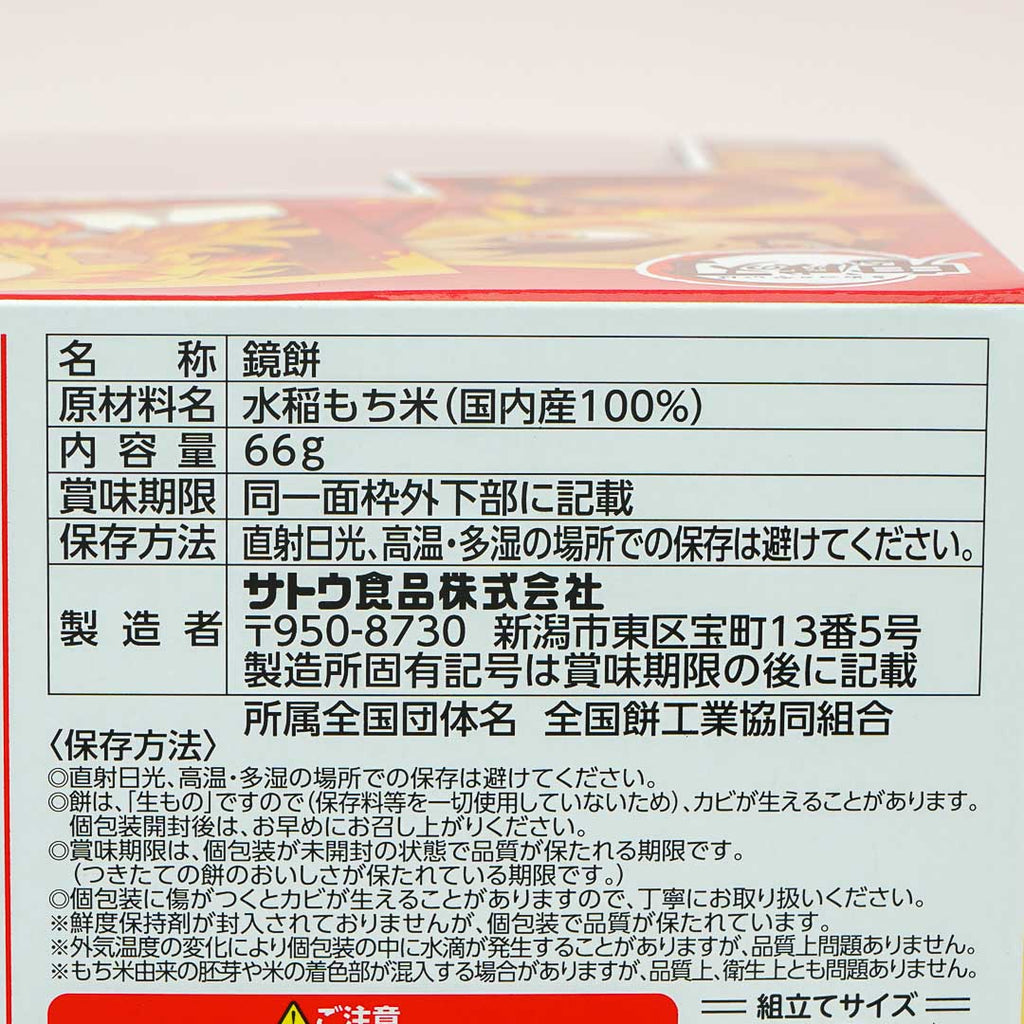 名称 鏡餅
原材料名 水稲もち米(国内産100%)
内容量 66g
賞味期限 同一面枠外下部に記載
保存方法 直射日光、高温・多湿の場所での保存は避けてください。
製造者 サトウ食品株式会社
〒950-8730 新潟市東区宝町13番5号
製造所固有記号は賞味期限の後に記載
所属全国団体名 全国餅工業協同組合
〈保存方法〉
◎直射日光、高温・多湿の場所での保存は避けてください。
◎餅は、「生もの」ですので(保存料等を一切使用していないため)、カビが生えることがあります。
個包装開封後は、お早めにお召し上がりください。
◎賞味期限は、個包装が未開封の状態で品質が保たれる期限です。
(つきたての餅のおいしさが保たれている期限です。)
◎個包装に傷がつくとカビが生えることがありますので、丁寧にお取り扱いください。
※鮮度保持剤が封入されておりませんが、個包装で品質が保たれています。
※外気温度の変化により個包装の中に水滴が発生することがありますが、品質上問題ありません。
※もち米由来の胚芽や米の着色部が混入する場合がありますが、品質上、衛生上とも問題ありません。
ご注意
組立てサイズ